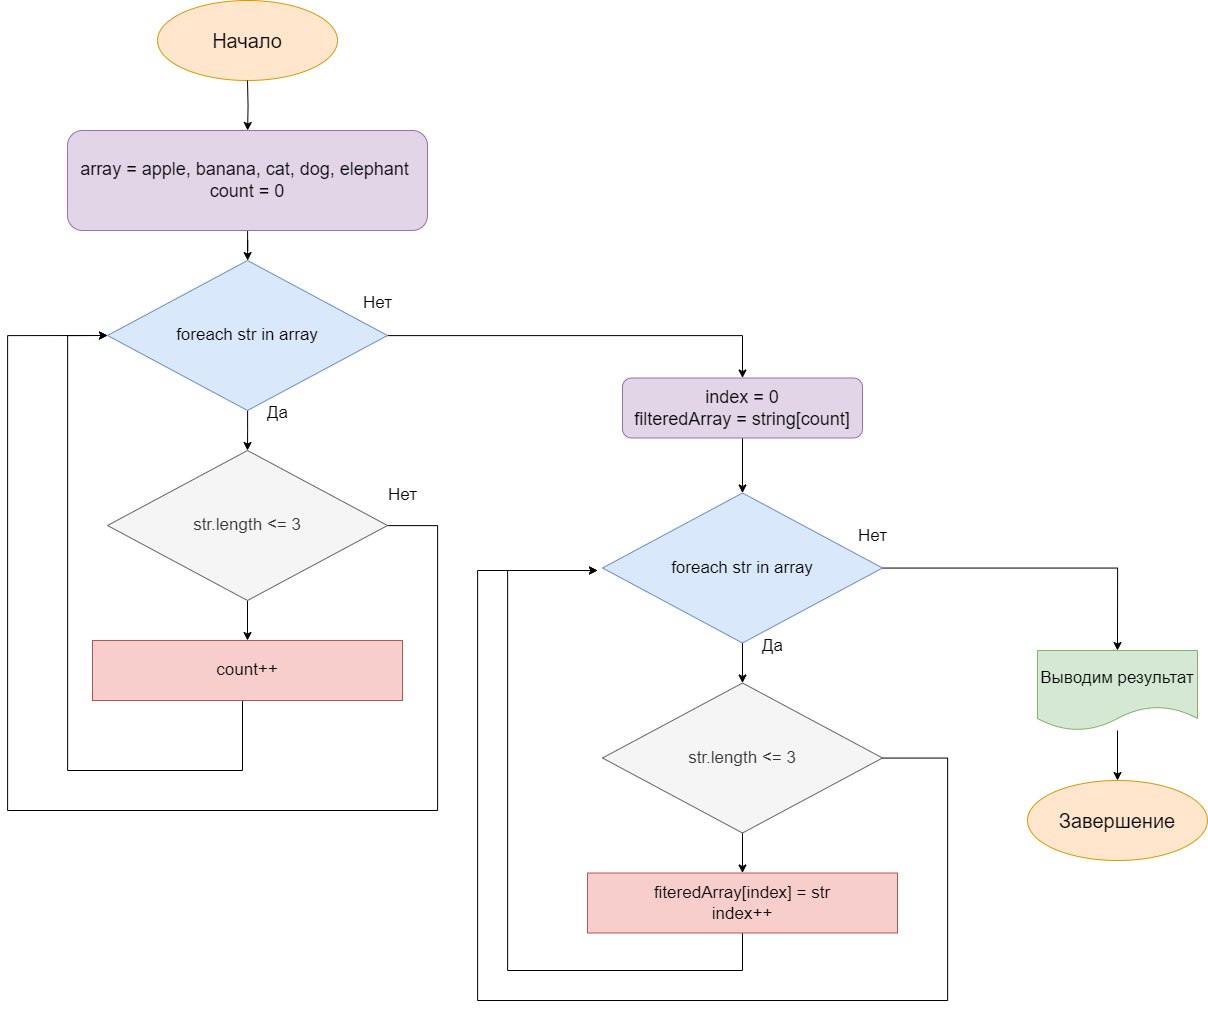 Начало
array = apple, banana, cat, dog, elephant
count = 0
foreach str in array
Нет
Да
str.length <= 3
Нет
count++
index = 0
filteredArray = string[count]
foreach str in array
Нет
Да
str.length <= 3
fiteredArray[index] = str
index++
Выводим результат
Завершение